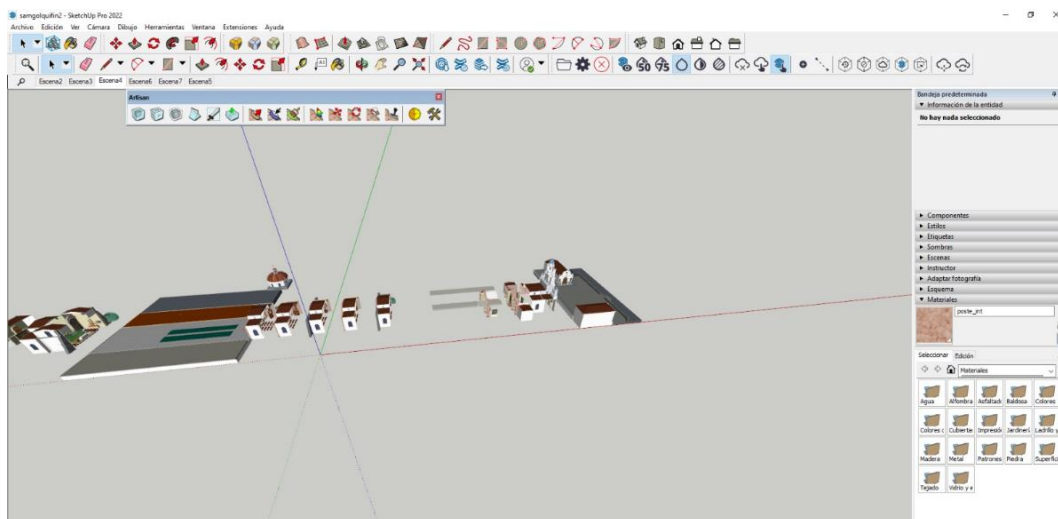 samgolquifin2 - SketchUp Pro 2022
Archivo Edición Ver Cámara Dibujo Herramientas Ventana Extensiones Ayuda
Escena2 Escena3 Escena4 Escena6 Escena7 Escena5
Artisan
Bandeja predeterminada
Información de la entidad
No hay nada seleccionado
Componentes
Estilos
Etiquetas
Sombras
Escenas
Instructor
Adaptar fotografía
Esquema
Materiales
poste_int
Seleccionar Edición
Materiales
Agua Alfombra Asfaltad Baldosa Colores
Colores c Cubierte Impresió Jardinerí Ladrillo y
Madera Metal Patrones Piedra Superfic
Tejado Vidrio y e